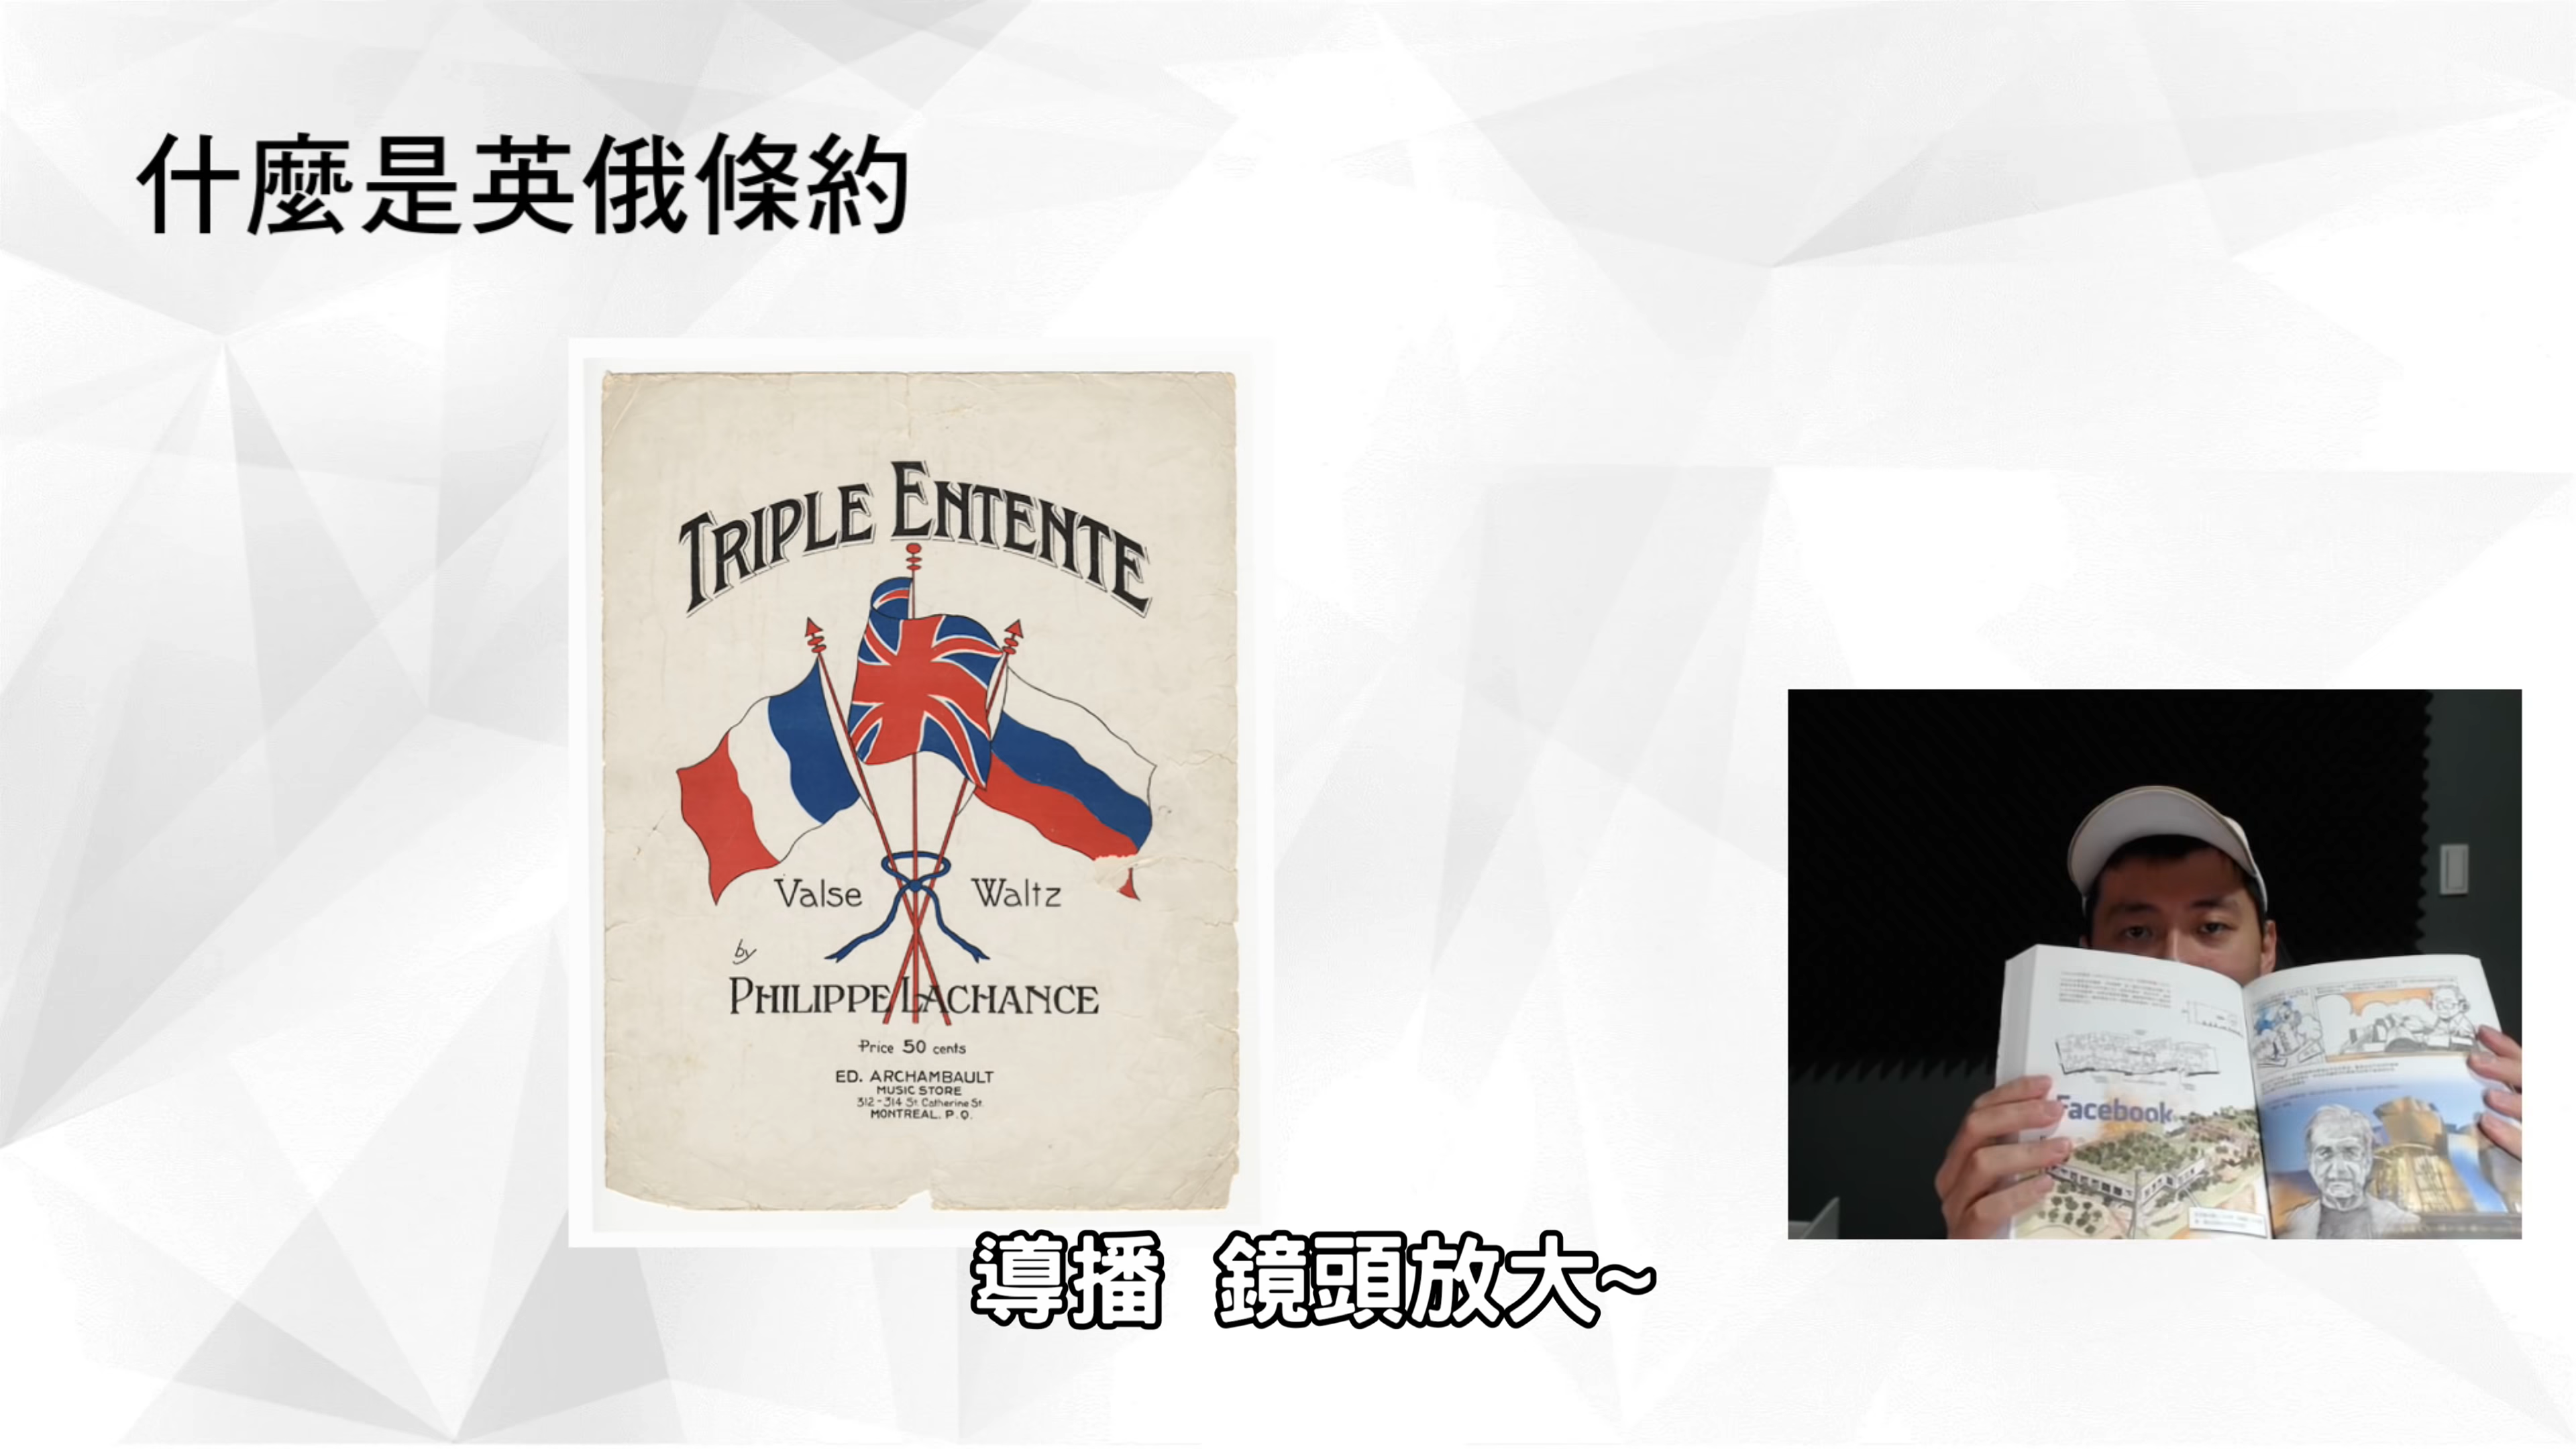 什麼是英俄條約
TRIPLE ENTENTE
Valse Waltz
by
PHILIPPE LACHANCE
Price 50 cents
ED. ARCHAMBAULT
MUSIC STORE
312-314 St. Catherine St.
MONTREAL. P. Q.
Facebook
導播 鏡頭放大~